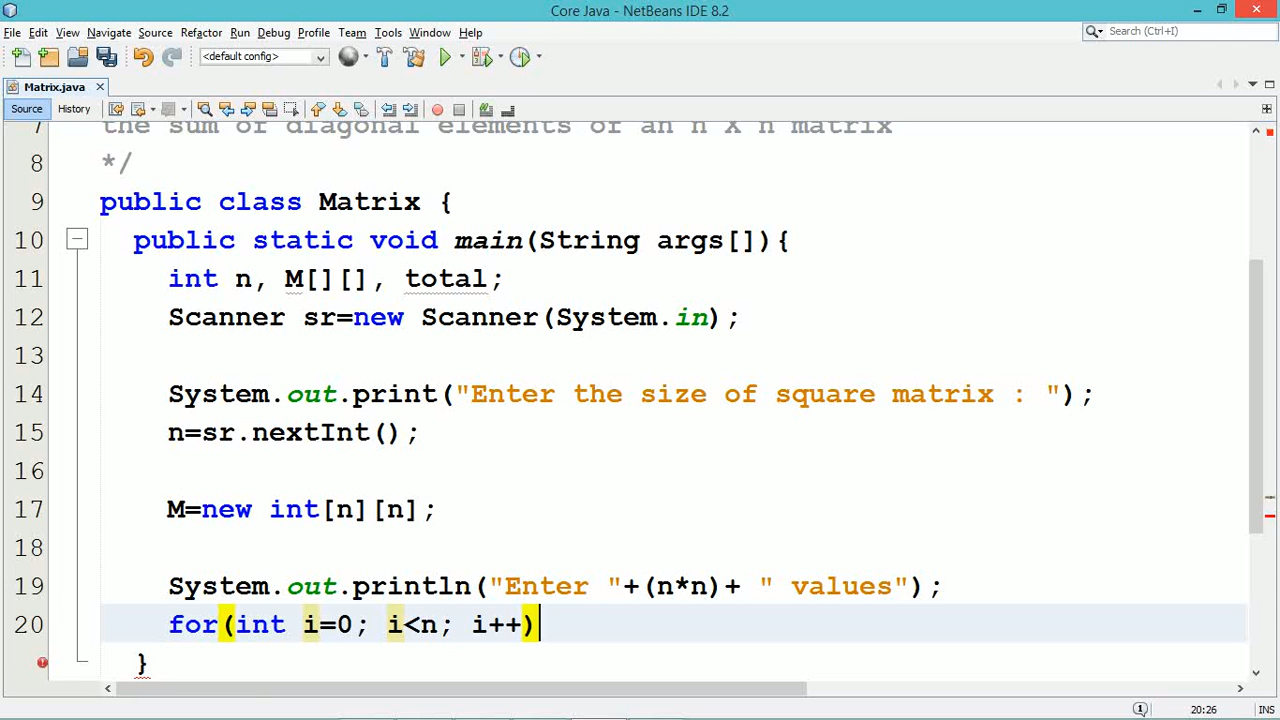 Core Java - NetBeans IDE 8.2
File Edit View Navigate Source Refactor Run Debug Profile Team Tools Window Help
Search (Ctrl+I)
<default config>
Matrix.java
Source History
7 the sum of diagonal elements of an n X n matrix
8 */
9 public class Matrix {
10 public static void main(String args[]){
11 int n, M[][], total;
12 Scanner sr=new Scanner(System.in);
13
14 System.out.print("Enter the size of square matrix : ");
15 n=sr.nextInt();
16
17 M=new int[n][n];
18
19 System.out.println("Enter "+(n*n)+ " values");
20 for(int i=0; i<n; i++)
}
1 20:26 INS